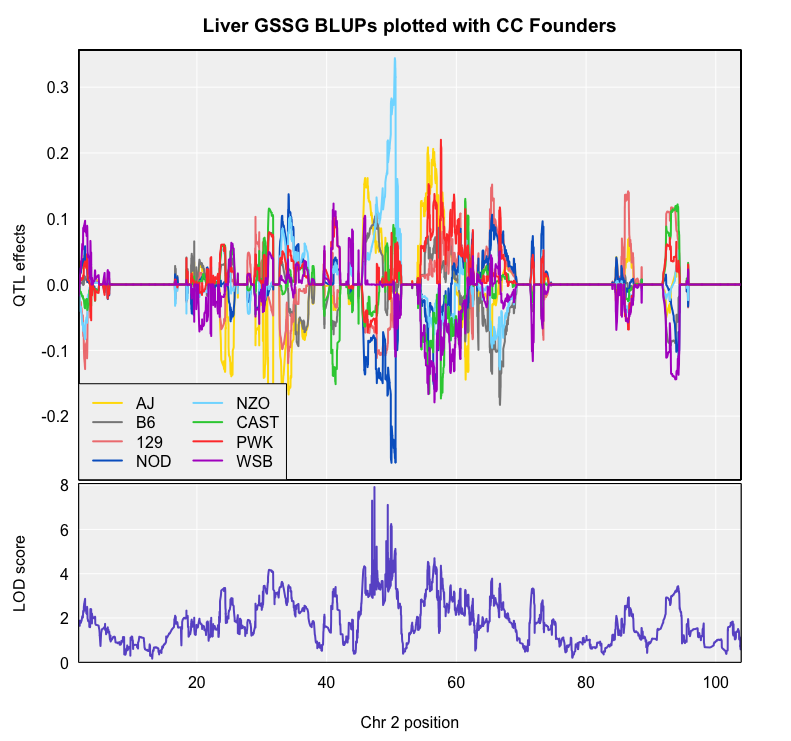 Liver GSSG BLUPs plotted with CC Founders
QTL effects
0.3
0.2
0.1
0.0
-0.1
-0.2
AJ
B6
129
NOD
NZO
CAST
PWK
WSB
LOD score
8
6
4
2
0
20 40 60 80 100
Chr 2 position